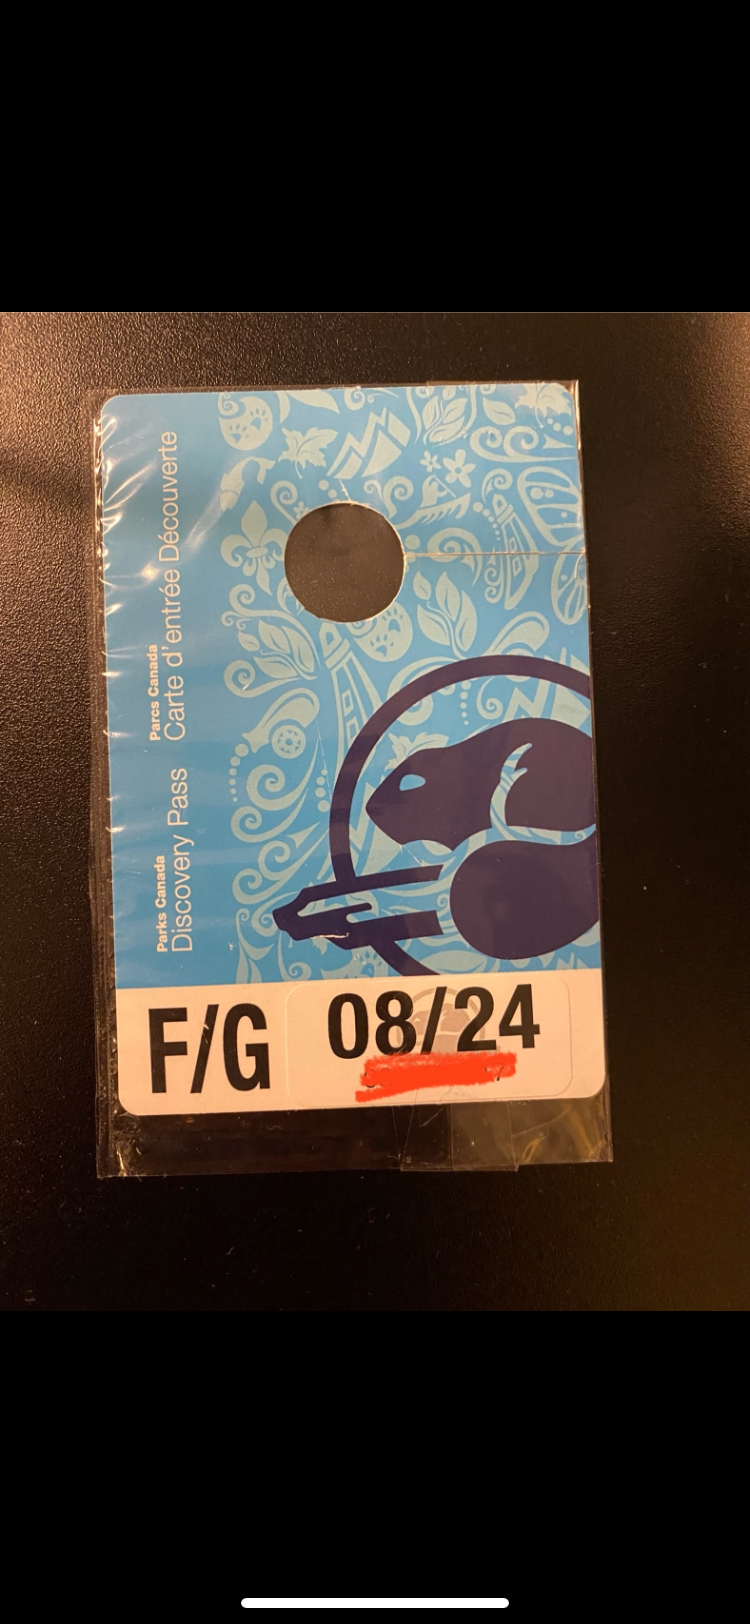 Parks Canada
Discovery Pass
Parcs Canada
Carte d'entrée Découverte
F/G
08/24